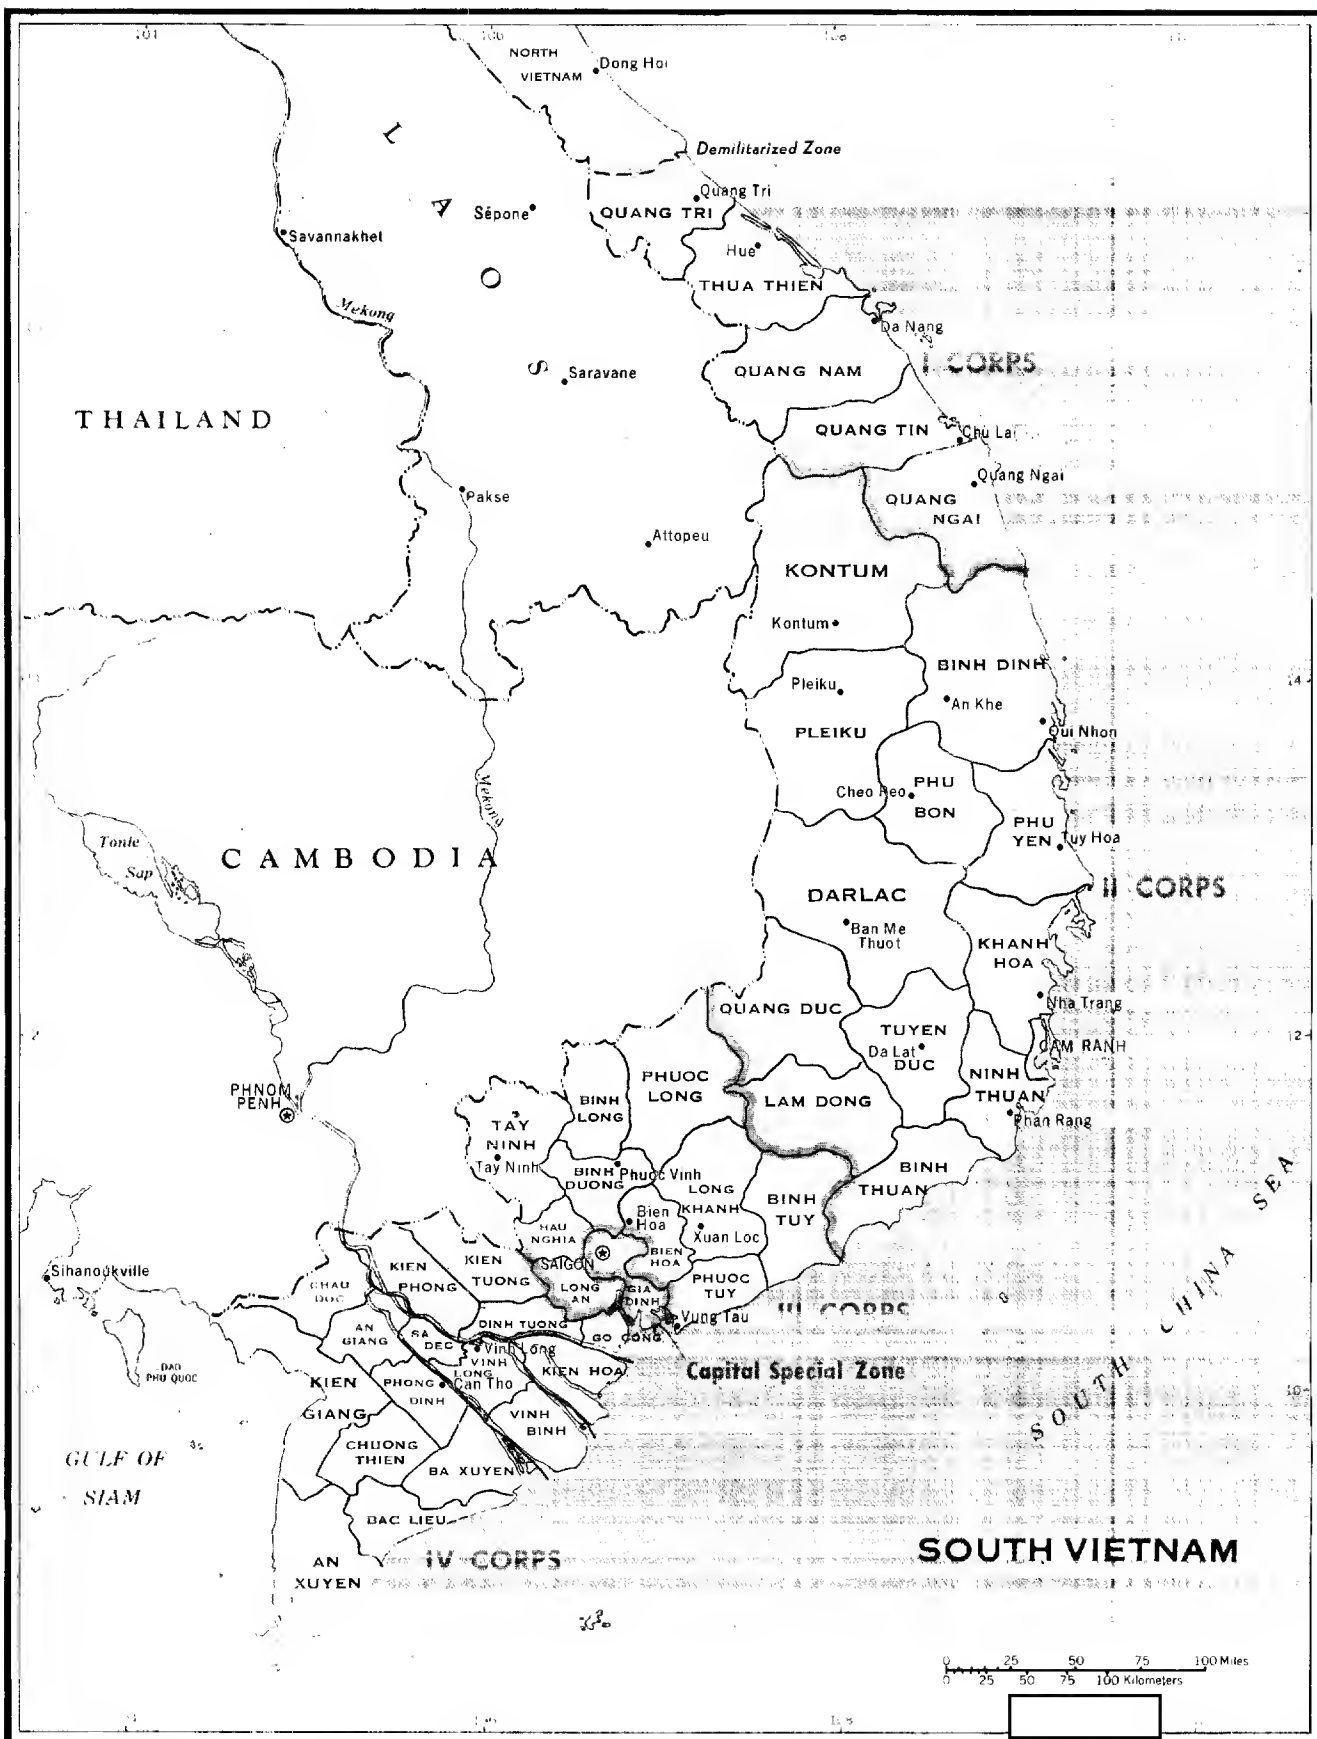 NORTH
VIETNAM
Dong Hoi
L
A
O
S
Demilitarized Zone
Quang Tri
QUANG TRI
Sépone
Savannakhet
Hue
THUA THIEN
Mekong
Da Nang
I CORPS
Saravane
QUANG NAM
THAILAND
QUANG TIN
Chu Lai
Pakse
Quang Ngai
QUANG
NGAI
Attopeu
KONTUM
Kontum
BINH DINH
14
Pleiku
An Khe
PLEIKU
Qui Nhon
Mekong
Cheo Reo
PHU
BON
PHU
YEN
Tuy Hoa
Tonle
Sap
CAMBODIA
DARLAC
II CORPS
Ban Me
Thuot
KHANH
HOA
Nha Trang
QUANG DUC
TUYEN
DUC
Da Lat
12
CAM RANH
PHNOM
PENH
PHUOC
LONG
BINH
LONG
LAM DONG
NINH
THUAN
Phan Rang
TAY
NINH
Tay Ninh
BINH
DUONG
Phuoc Vinh
LONG
KHANH
BINH
TUY
BINH
THUAN
Bien
Hoa
Xuan Loc
HAU
NGHIA
SAIGON
BIEN
HOA
Sihanoukville
KIEN
PHONG
KIEN
TUONG
CHAU
DOC
LONG
AN
GIA
DINH
PHUOC
TUY
III CORPS
Vung Tau
AN
GIANG
SA
DEC
DINH TUONG
GO CONG
Vinh Long
VINH
LONG
KIEN HOA
Capital Special Zone
DAO
PHU QUOC
KIEN
GIANG
PHONG
DINH
Can Tho
VINH
BINH
CHUONG
THIEN
BA XUYEN
GULF OF
SIAM
SOUTH CHINA SEA
BAC LIEU
IV CORPS
AN
XUYEN
SOUTH VIETNAM
0 25 50 75 100 Miles
0 25 50 75 100 Kilometers